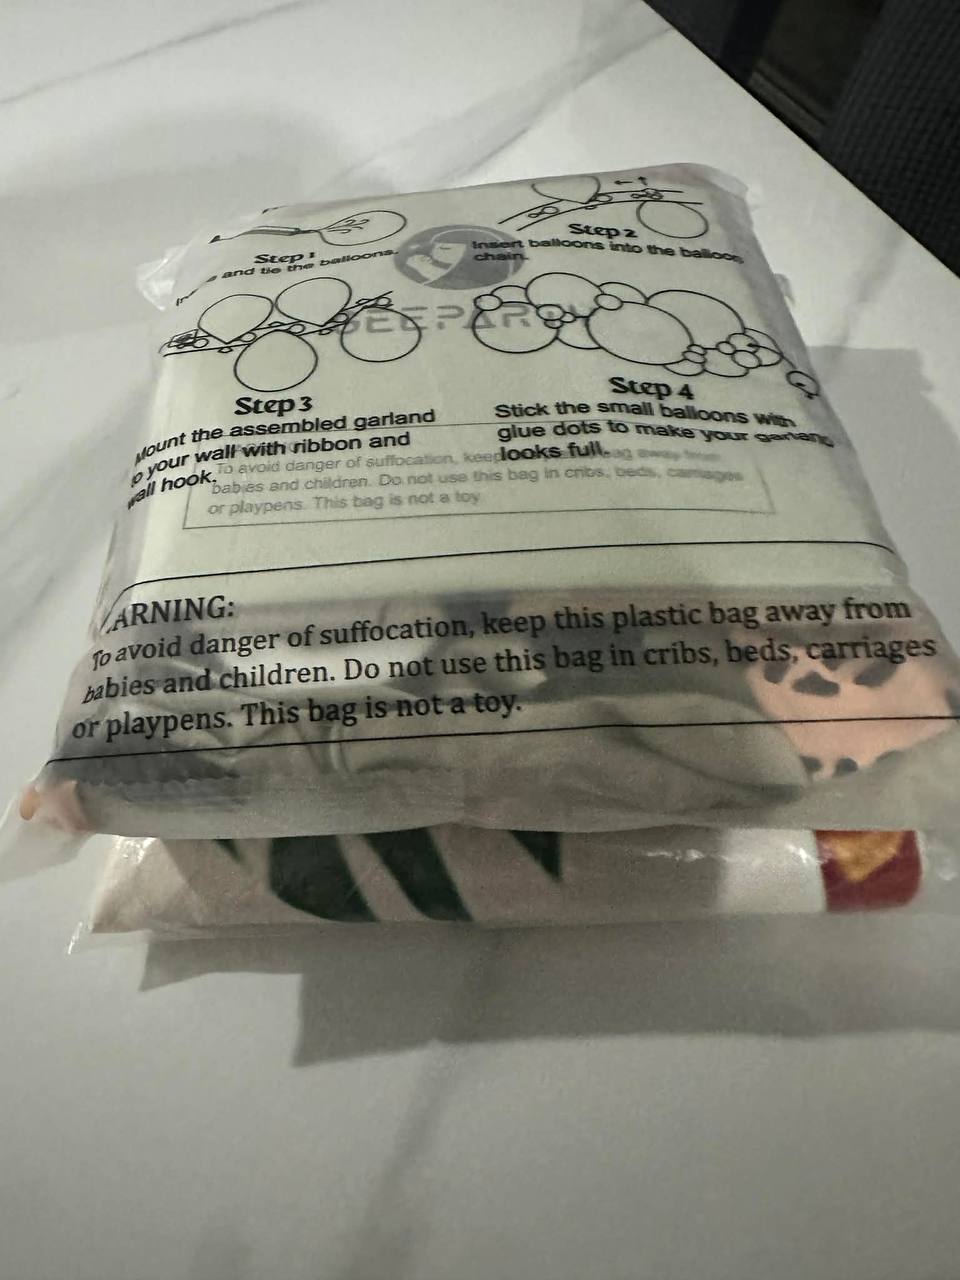 Step 1
and tie the balloons.
Step 2
Insert balloons into the balloon
chain.
Step 3
Mount the assembled garland
to your wall with ribbon and
wall hook.
Step 4
Stick the small balloons with
glue dots to make your garland
looks full.
To avoid danger of suffocation, keep bag away from
babies and children. Do not use this bag in cribs, beds, carriages
or playpens. This bag is not a toy
WARNING:
To avoid danger of suffocation, keep this plastic bag away from
babies and children. Do not use this bag in cribs, beds, carriages
or playpens. This bag is not a toy.